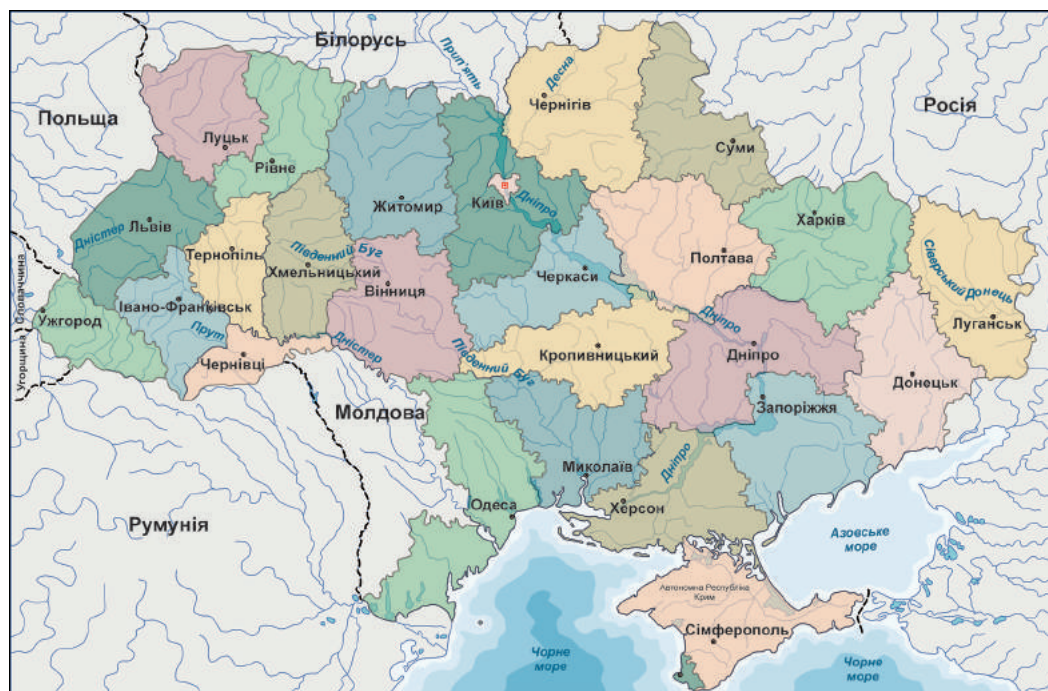 Білорусь
Прип'ять
Десна
Чернігів
Росія
Польща
Луцьк
Суми
Рівне
Київ
Дніпро
Житомир
Харків
Дністер
Львів
Тернопіль
Південний Буг
Хмельницький
Полтава
Сіверський Донець
Словаччина
Черкаси
Вінниця
Івано-Франківськ
Ужгород
Луганськ
Прут
Дністер
Дніпро
Угорщина
Чернівці
Південний Буг
Кропивницький
Дніпро
Донецьк
Молдова
Запоріжжя
Миколаїв
Дніпро
Одеса
Херсон
Румунія
Азовське
море
Автономна Республіка
Крим
Сімферополь
Чорне
море
Чорне
море